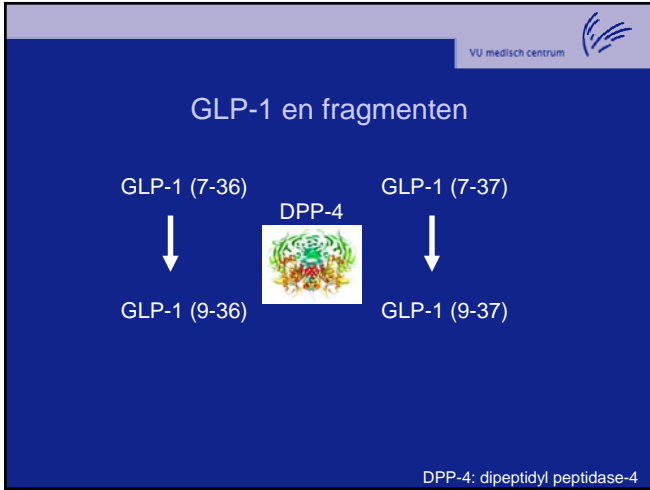 VU medisch centrum
GLP-1 en fragmenten
GLP-1 (7-36) GLP-1 (7-37)
DPP-4
GLP-1 (9-36) GLP-1 (9-37)
DPP-4: dipeptidyl peptidase-4